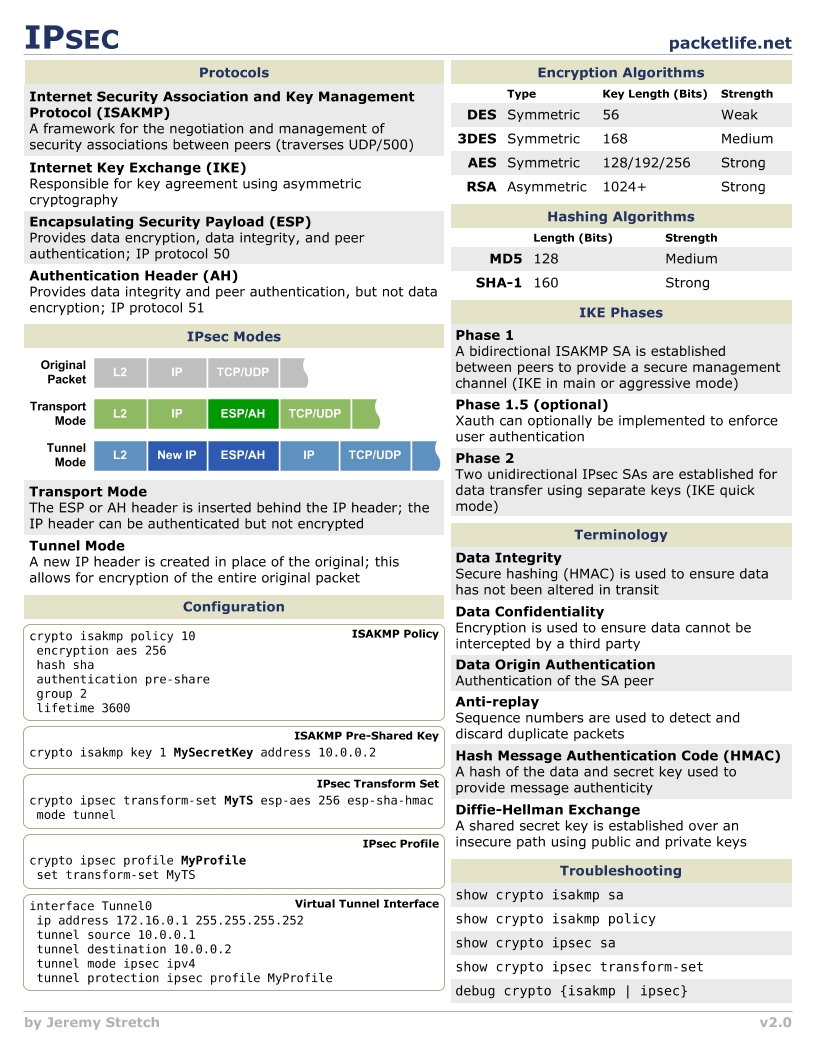 IPSEC
packetlife.net
Protocols
Internet Security Association and Key Management
Protocol (ISAKMP)
A framework for the negotiation and management of
security associations between peers (traverses UDP/500)
Internet Key Exchange (IKE)
Responsible for key agreement using asymmetric
cryptography
Encapsulating Security Payload (ESP)
Provides data encryption, data integrity, and peer
authentication; IP protocol 50
Authentication Header (AH)
Provides data integrity and peer authentication, but not data
encryption; IP protocol 51
IPsec Modes
Original
Packet
L2 IP TCP/UDP
Transport
Mode
L2 IP ESP/AH TCP/UDP
Tunnel
Mode
L2 New IP ESP/AH IP TCP/UDP
Transport Mode
The ESP or AH header is inserted behind the IP header; the
IP header can be authenticated but not encrypted
Tunnel Mode
A new IP header is created in place of the original; this
allows for encryption of the entire original packet
Configuration
ISAKMP Policy
crypto isakmp policy 10
encryption aes 256
hash sha
authentication pre-share
group 2
lifetime 3600
ISAKMP Pre-Shared Key
crypto isakmp key 1 MySecretKey address 10.0.0.2
IPsec Transform Set
crypto ipsec transform-set MyTS esp-aes 256 esp-sha-hmac
mode tunnel
IPsec Profile
crypto ipsec profile MyProfile
set transform-set MyTS
Virtual Tunnel Interface
interface Tunnel0
ip address 172.16.0.1 255.255.255.252
tunnel source 10.0.0.1
tunnel destination 10.0.0.2
tunnel mode ipsec ipv4
tunnel protection ipsec profile MyProfile
Encryption Algorithms
Type Key Length (Bits) Strength
DES Symmetric 56 Weak
3DES Symmetric 168 Medium
AES Symmetric 128/192/256 Strong
RSA Asymmetric 1024+ Strong
Hashing Algorithms
Length (Bits) Strength
MD5 128 Medium
SHA-1 160 Strong
IKE Phases
Phase 1
A bidirectional ISAKMP SA is established
between peers to provide a secure management
channel (IKE in main or aggressive mode)
Phase 1.5 (optional)
Xauth can optionally be implemented to enforce
user authentication
Phase 2
Two unidirectional IPsec SAs are established for
data transfer using separate keys (IKE quick
mode)
Terminology
Data Integrity
Secure hashing (HMAC) is used to ensure data
has not been altered in transit
Data Confidentiality
Encryption is used to ensure data cannot be
intercepted by a third party
Data Origin Authentication
Authentication of the SA peer
Anti-replay
Sequence numbers are used to detect and
discard duplicate packets
Hash Message Authentication Code (HMAC)
A hash of the data and secret key used to
provide message authenticity
Diffie-Hellman Exchange
A shared secret key is established over an
insecure path using public and private keys
Troubleshooting
show crypto isakmp sa
show crypto isakmp policy
show crypto ipsec sa
show crypto ipsec transform-set
debug crypto {isakmp | ipsec}
by Jeremy Stretch
v2.0